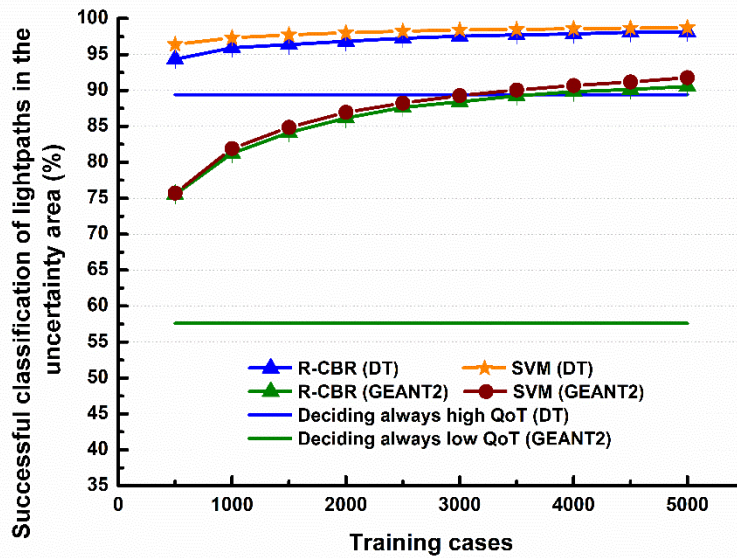 Successful classification of lightpaths in the
uncertainty area (%)
100
95
90
85
80
75
70
65
60
55
50
45
40
35
R-CBR (DT)
SVM (DT)
R-CBR (GEANT2)
SVM (GEANT2)
Deciding always high QoT (DT)
Deciding always low QoT (GEANT2)
0
1000
2000
3000
4000
5000
Training cases